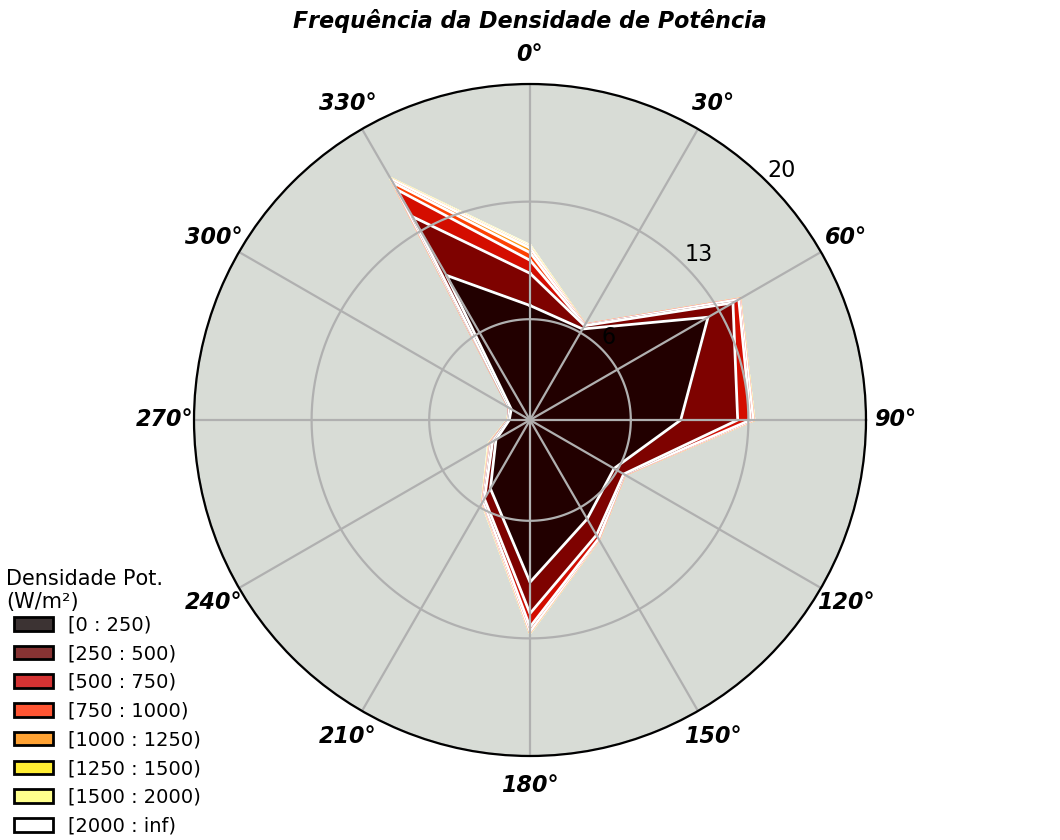 Frequência da Densidade de Potência
0°
330°
30°
20
300°
60°
13
6
270°
90°
240°
120°
210°
150°
180°
Densidade Pot.
(W/m²)
[0 : 250)
[250 : 500)
[500 : 750)
[750 : 1000)
[1000 : 1250)
[1250 : 1500)
[1500 : 2000)
[2000 : inf)